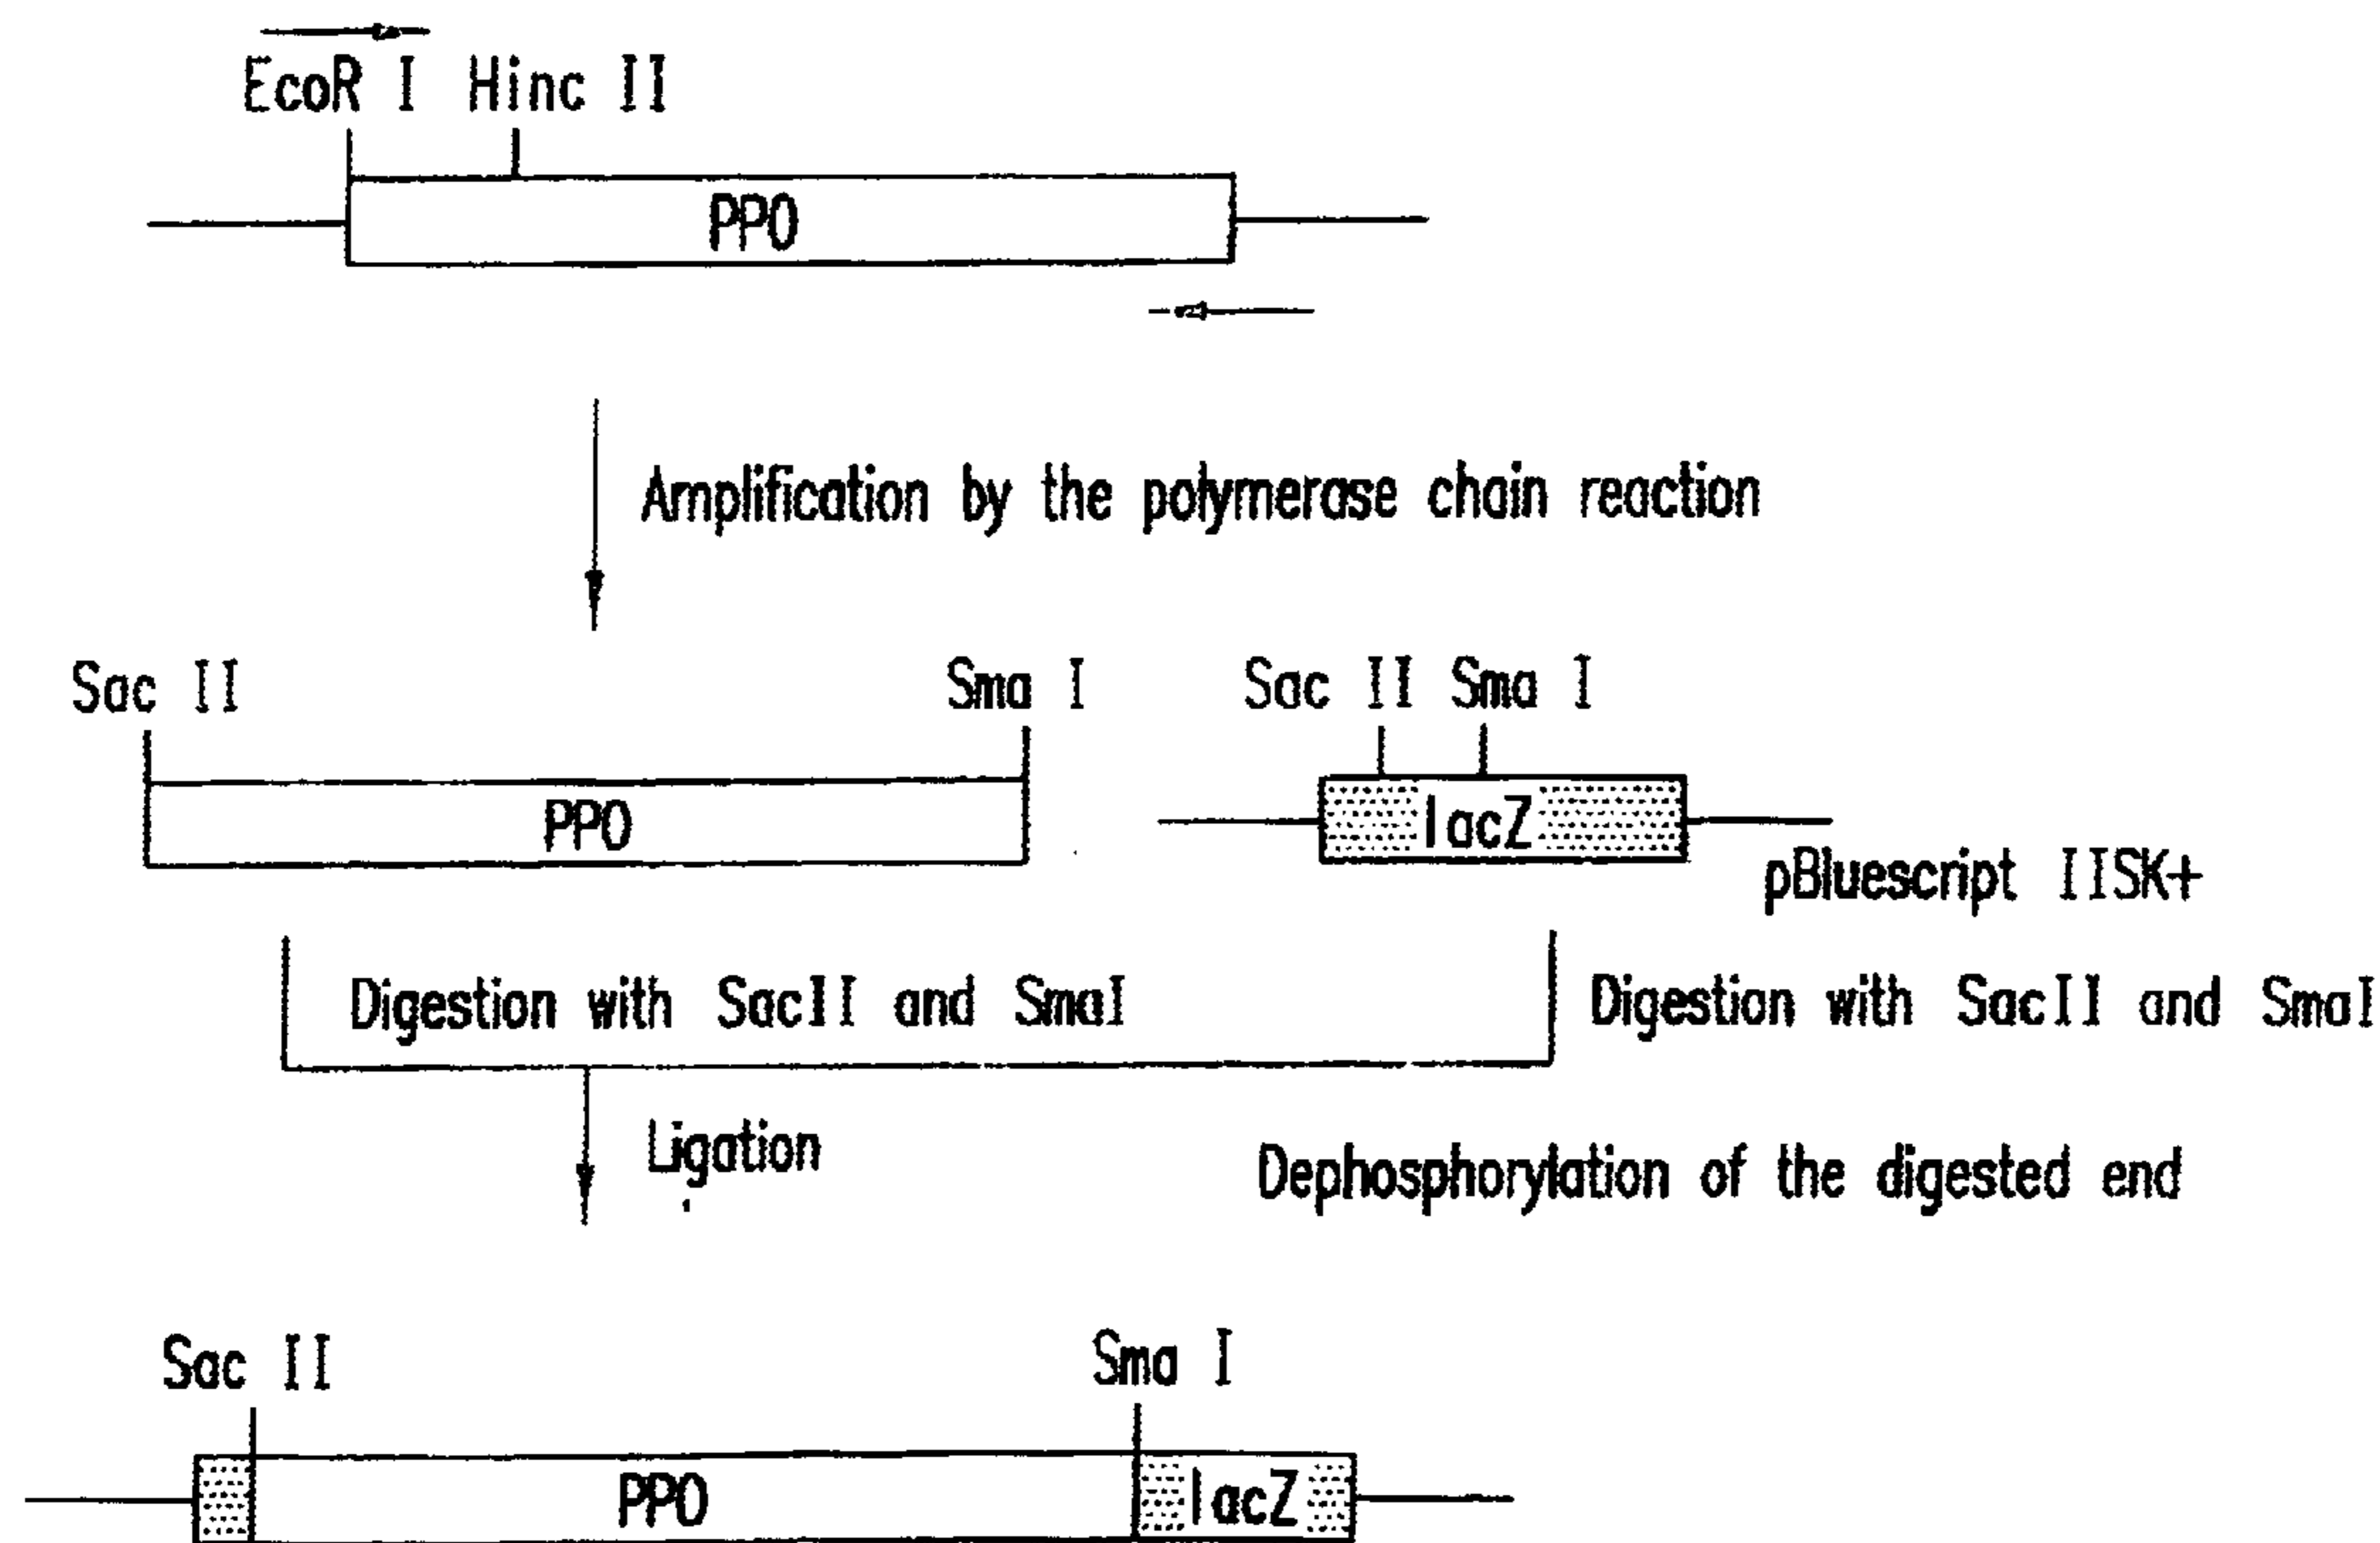 EcoR I Hinc II
PPO
Amplification by the polymerase chain reaction
Sac II Sma I Sac II Sma I
PPO lacZ
pBluescript IISK+
Digestion with SacII and SmaI Digestion with SacII and SmaI
Ligation
Dephosphorylation of the digested end
Sac II Sma I
PPO lacZ